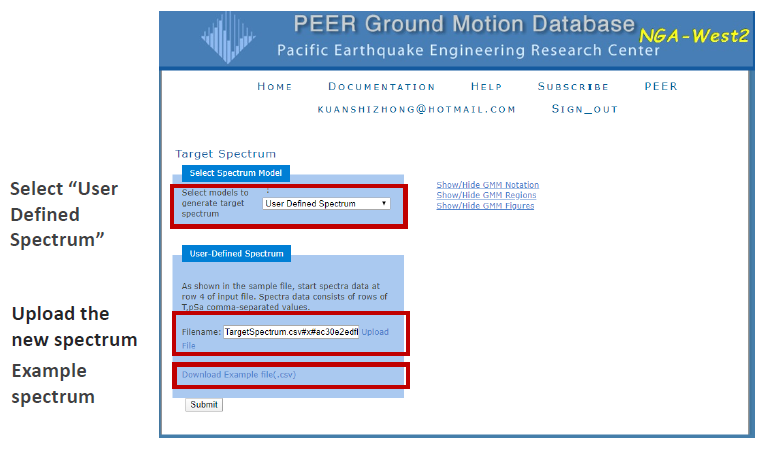 PEER Ground Motion Database
NGA-West2
Pacific Earthquake Engineering Research Center
Home Documentation Help Subscribe PEER
kuanshizhong@hotmail.com Sign_out
Target Spectrum
Select Spectrum Model
Select models to
generate target
spectrum
:
User Defined Spectrum
Show/Hide GMM Notation
Show/Hide GMM Regions
Show/Hide GMM Figures
Select “User
Defined
Spectrum”
User-Defined Spectrum
As shown in the sample file, start spectra data at
row 4 of input file. Spectra data consists of rows of
T,pSa comma-separated values.
Upload the
new spectrum
Filename: TargetSpectrum.csv#x#ac30e2edf Upload
File
Example
spectrum
Download Example file(.csv)
Submit